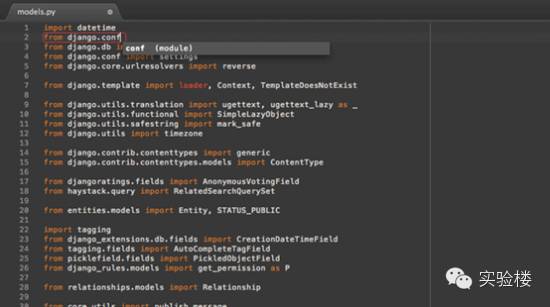 models.py
1 import datetime
2 from django.conf
conf (module)
3 from django.db in
4 from django.conf import settings
5 from django.core.urlresolvers import reverse
6
7 from django.template import loader, Context, TemplateDoesNotExist
8
9 from django.utils.translation import ugettext, ugettext_lazy as _
10 from django.utils.functional import SimpleLazyObject
11 from django.utils.safestring import mark_safe
12 from django.utils import timezone
13
14 from django.contrib.contenttypes import generic
15 from django.contrib.contenttypes.models import ContentType
16
17 from djangoratings.fields import AnonymousVotingField
18 from haystack.query import RelatedSearchQuerySet
19
20 from entities.models import Entity, STATUS_PUBLIC
21
22 import tagging
23 from django_extensions.db.fields import CreationDateTimeField
24 from tagging.fields import AutoCompleteTagField
25 from picklefield.fields import PickledObjectField
26 from django_rules.models import get_permission as P
27
28 from relationships.models import Relationship
29
from core.utils import publish_message
实验楼